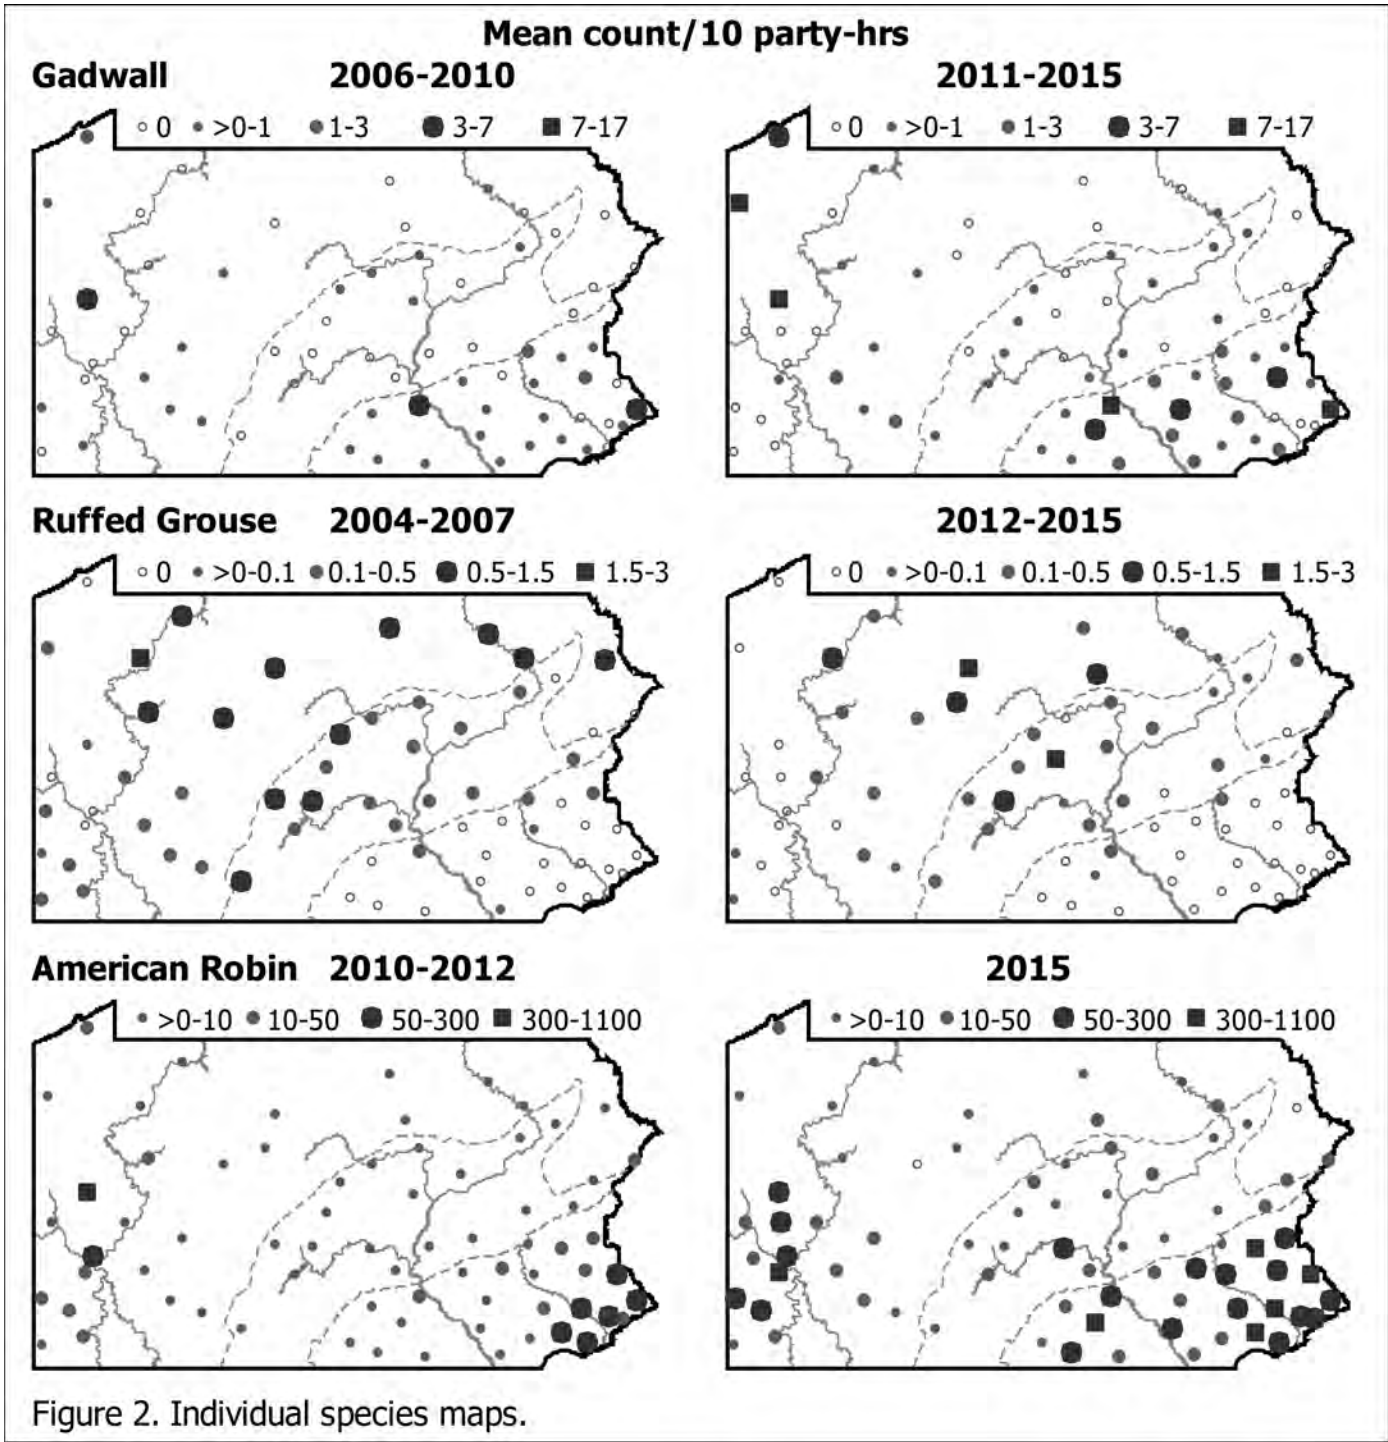 Mean count/10 party-hrs
Gadwall 2006-2010 2011-2015
0 >0-1 1-3 3-7 7-17 0 >0-1 1-3 3-7 7-17
Ruffed Grouse 2004-2007 2012-2015
0 >0-0.1 0.1-0.5 0.5-1.5 1.5-3 0 >0-0.1 0.1-0.5 0.5-1.5 1.5-3
American Robin 2010-2012 2015
>0-10 10-50 50-300 300-1100 >0-10 10-50 50-300 300-1100
Figure 2. Individual species maps.